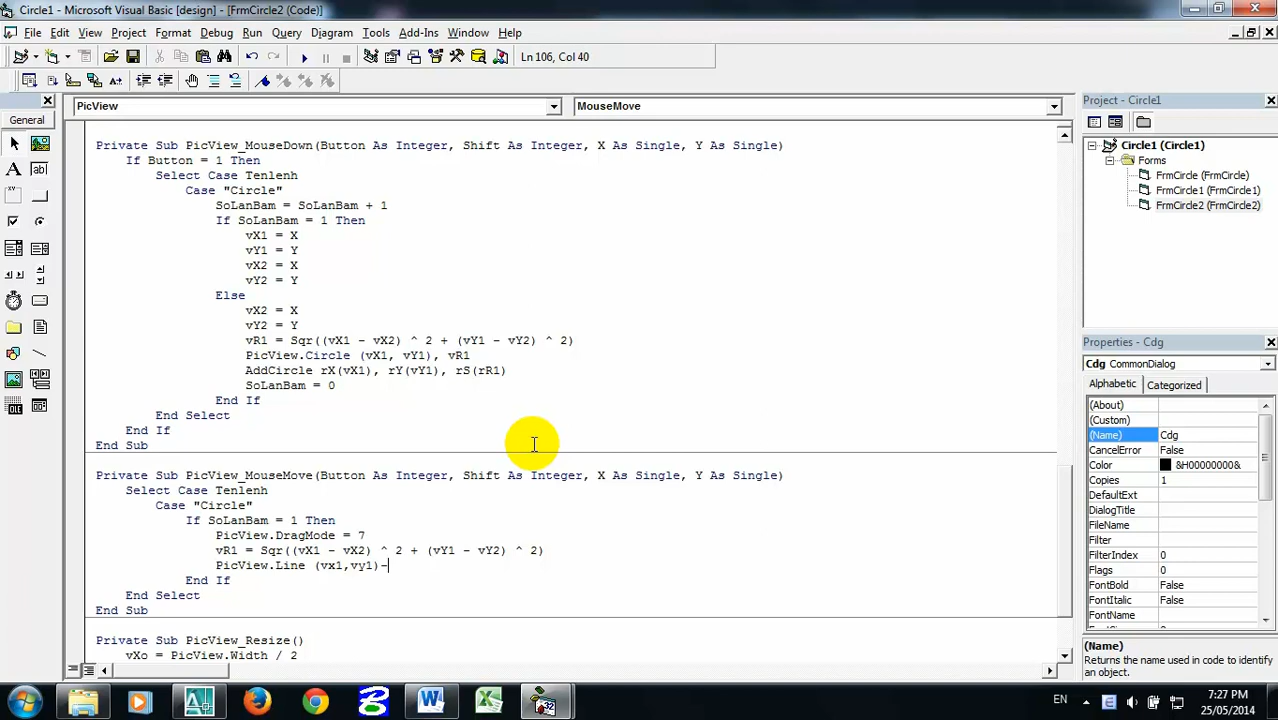 Circle1 - Microsoft Visual Basic [design] - [FrmCircle2 (Code)]
File Edit View Project Format Debug Run Query Diagram Tools Add-Ins Window Help
Ln 106, Col 40
General
PicView MouseMove
Private Sub PicView_MouseDown(Button As Integer, Shift As Integer, X As Single, Y As Single)
If Button = 1 Then
Select Case Tenlenh
Case "Circle"
SoLanBam = SoLanBam + 1
If SoLanBam = 1 Then
vX1 = X
vY1 = Y
vX2 = X
vY2 = Y
Else
vX2 = X
vY2 = Y
vR1 = Sqr((vX1 - vX2) ^ 2 + (vY1 - vY2) ^ 2)
PicView.Circle (vX1, vY1), vR1
AddCircle rX(vX1), rY(vY1), rS(rR1)
SoLanBam = 0
End If
End Select
End If
End Sub
Private Sub PicView_MouseMove(Button As Integer, Shift As Integer, X As Single, Y As Single)
Select Case Tenlenh
Case "Circle"
If SoLanBam = 1 Then
PicView.DragMode = 7
vR1 = Sqr((vX1 - vX2) ^ 2 + (vY1 - vY2) ^ 2)
PicView.Line (vx1,vy1)-
End If
End Select
End Sub
Private Sub PicView_Resize()
vXo = PicView.Width / 2
Project - Circle1
Circle1 (Circle1)
Forms
FrmCircle (FrmCircle)
FrmCircle1 (FrmCircle1)
FrmCircle2 (FrmCircle2)
Properties - Cdg
Cdg CommonDialog
Alphabetic Categorized
(About)
(Custom)
(Name) Cdg
CancelError False
Color &H00000000&
Copies 1
DefaultExt
DialogTitle
FileName
Filter
FilterIndex 0
Flags 0
FontBold False
FontItalic False
FontName
(Name)
Returns the name used in code to identify
an object.
EN
7:27 PM
25/05/2014